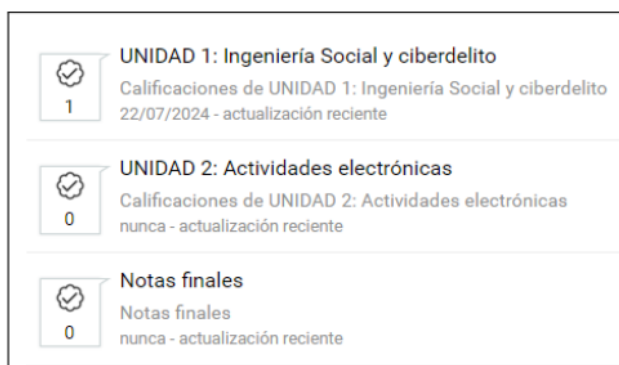 UNIDAD 1: Ingeniería Social y ciberdelito
Calificaciones de UNIDAD 1: Ingeniería Social y ciberdelito
1
22/07/2024 - actualización reciente
UNIDAD 2: Actividades electrónicas
Calificaciones de UNIDAD 2: Actividades electrónicas
0
nunca - actualización reciente
Notas finales
Notas finales
0
nunca - actualización reciente